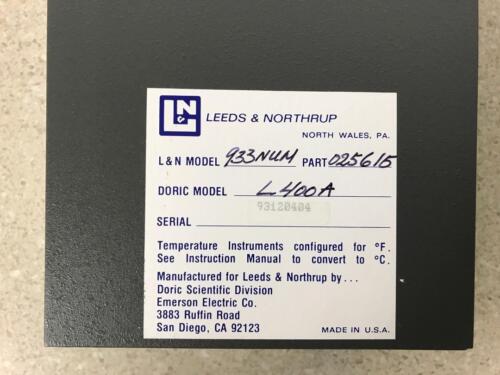 L&N LEEDS & NORTHRUP
NORTH WALES, PA.
L & N MODEL 933NUM PART 025615
DORIC MODEL L400A
93120404
SERIAL
Temperature Instruments configured for °F.
See Instruction Manual to convert to °C.
Manufactured for Leeds & Northrup by...
Doric Scientific Division
Emerson Electric Co.
3883 Ruffin Road
San Diego, CA 92123
MADE IN U.S.A.